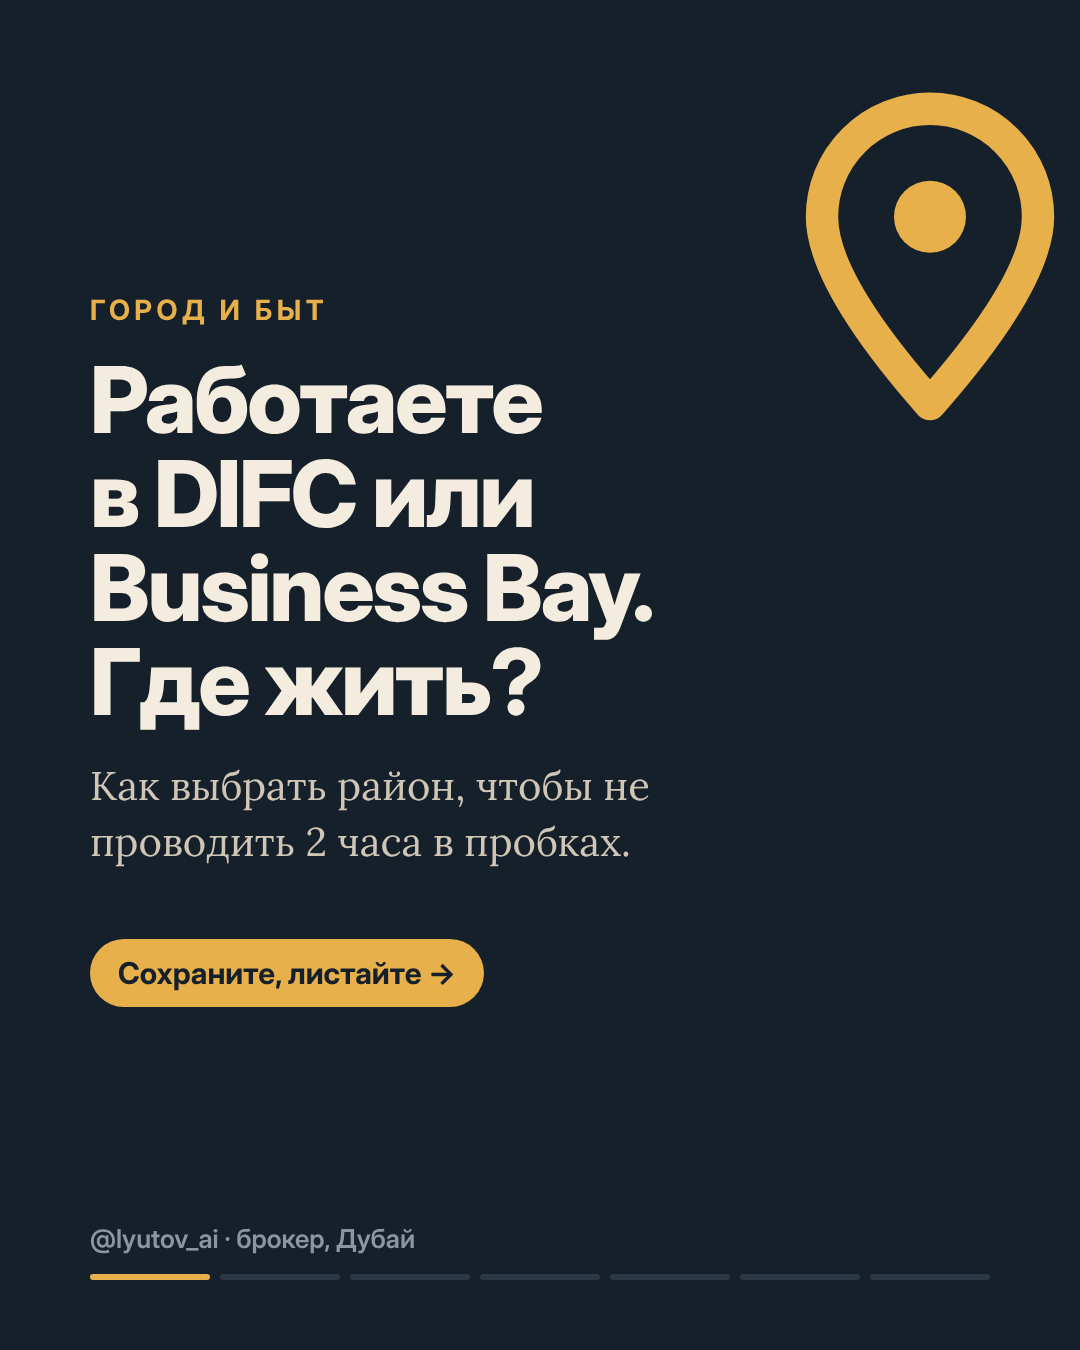 ГОРОД И БЫТ
Работаете
в DIFC или
Business Bay.
Где жить?
Как выбрать район, чтобы не
проводить 2 часа в пробках.
Сохраните, листайте →
@lyutov_ai · брокер, Дубай